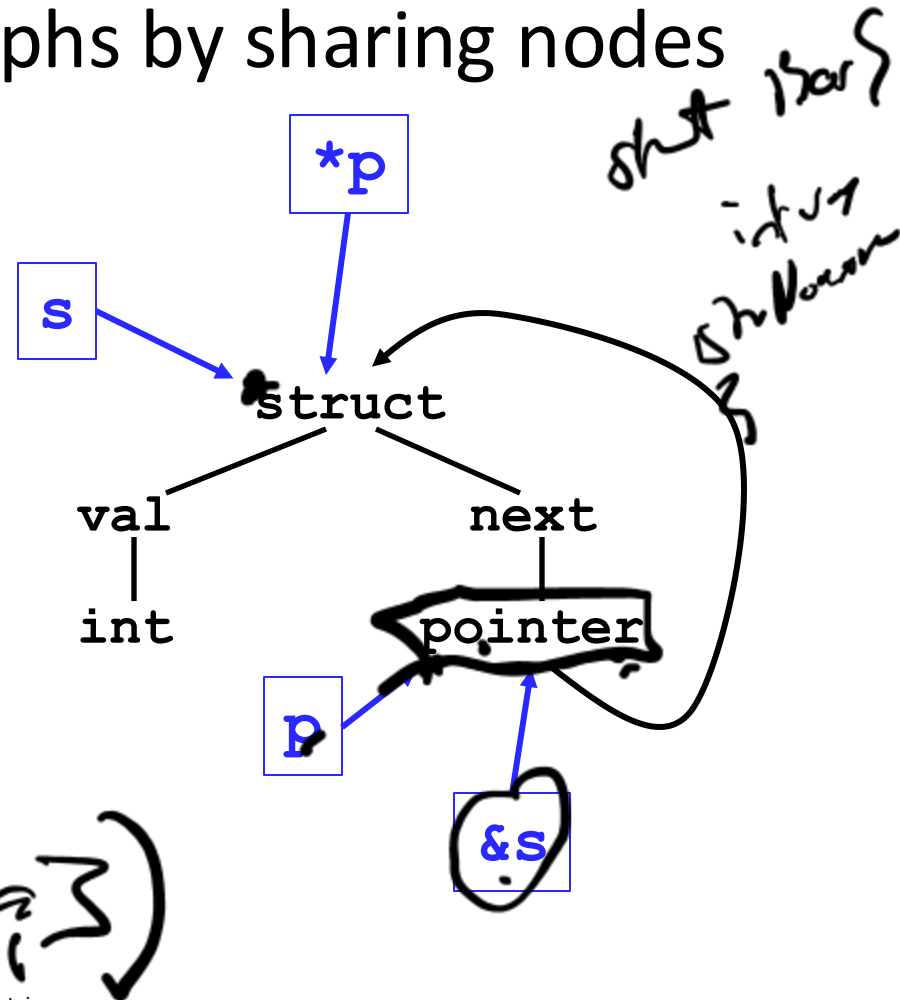 phs by sharing nodes
*p
s
struct
val next
int pointer
p
&s